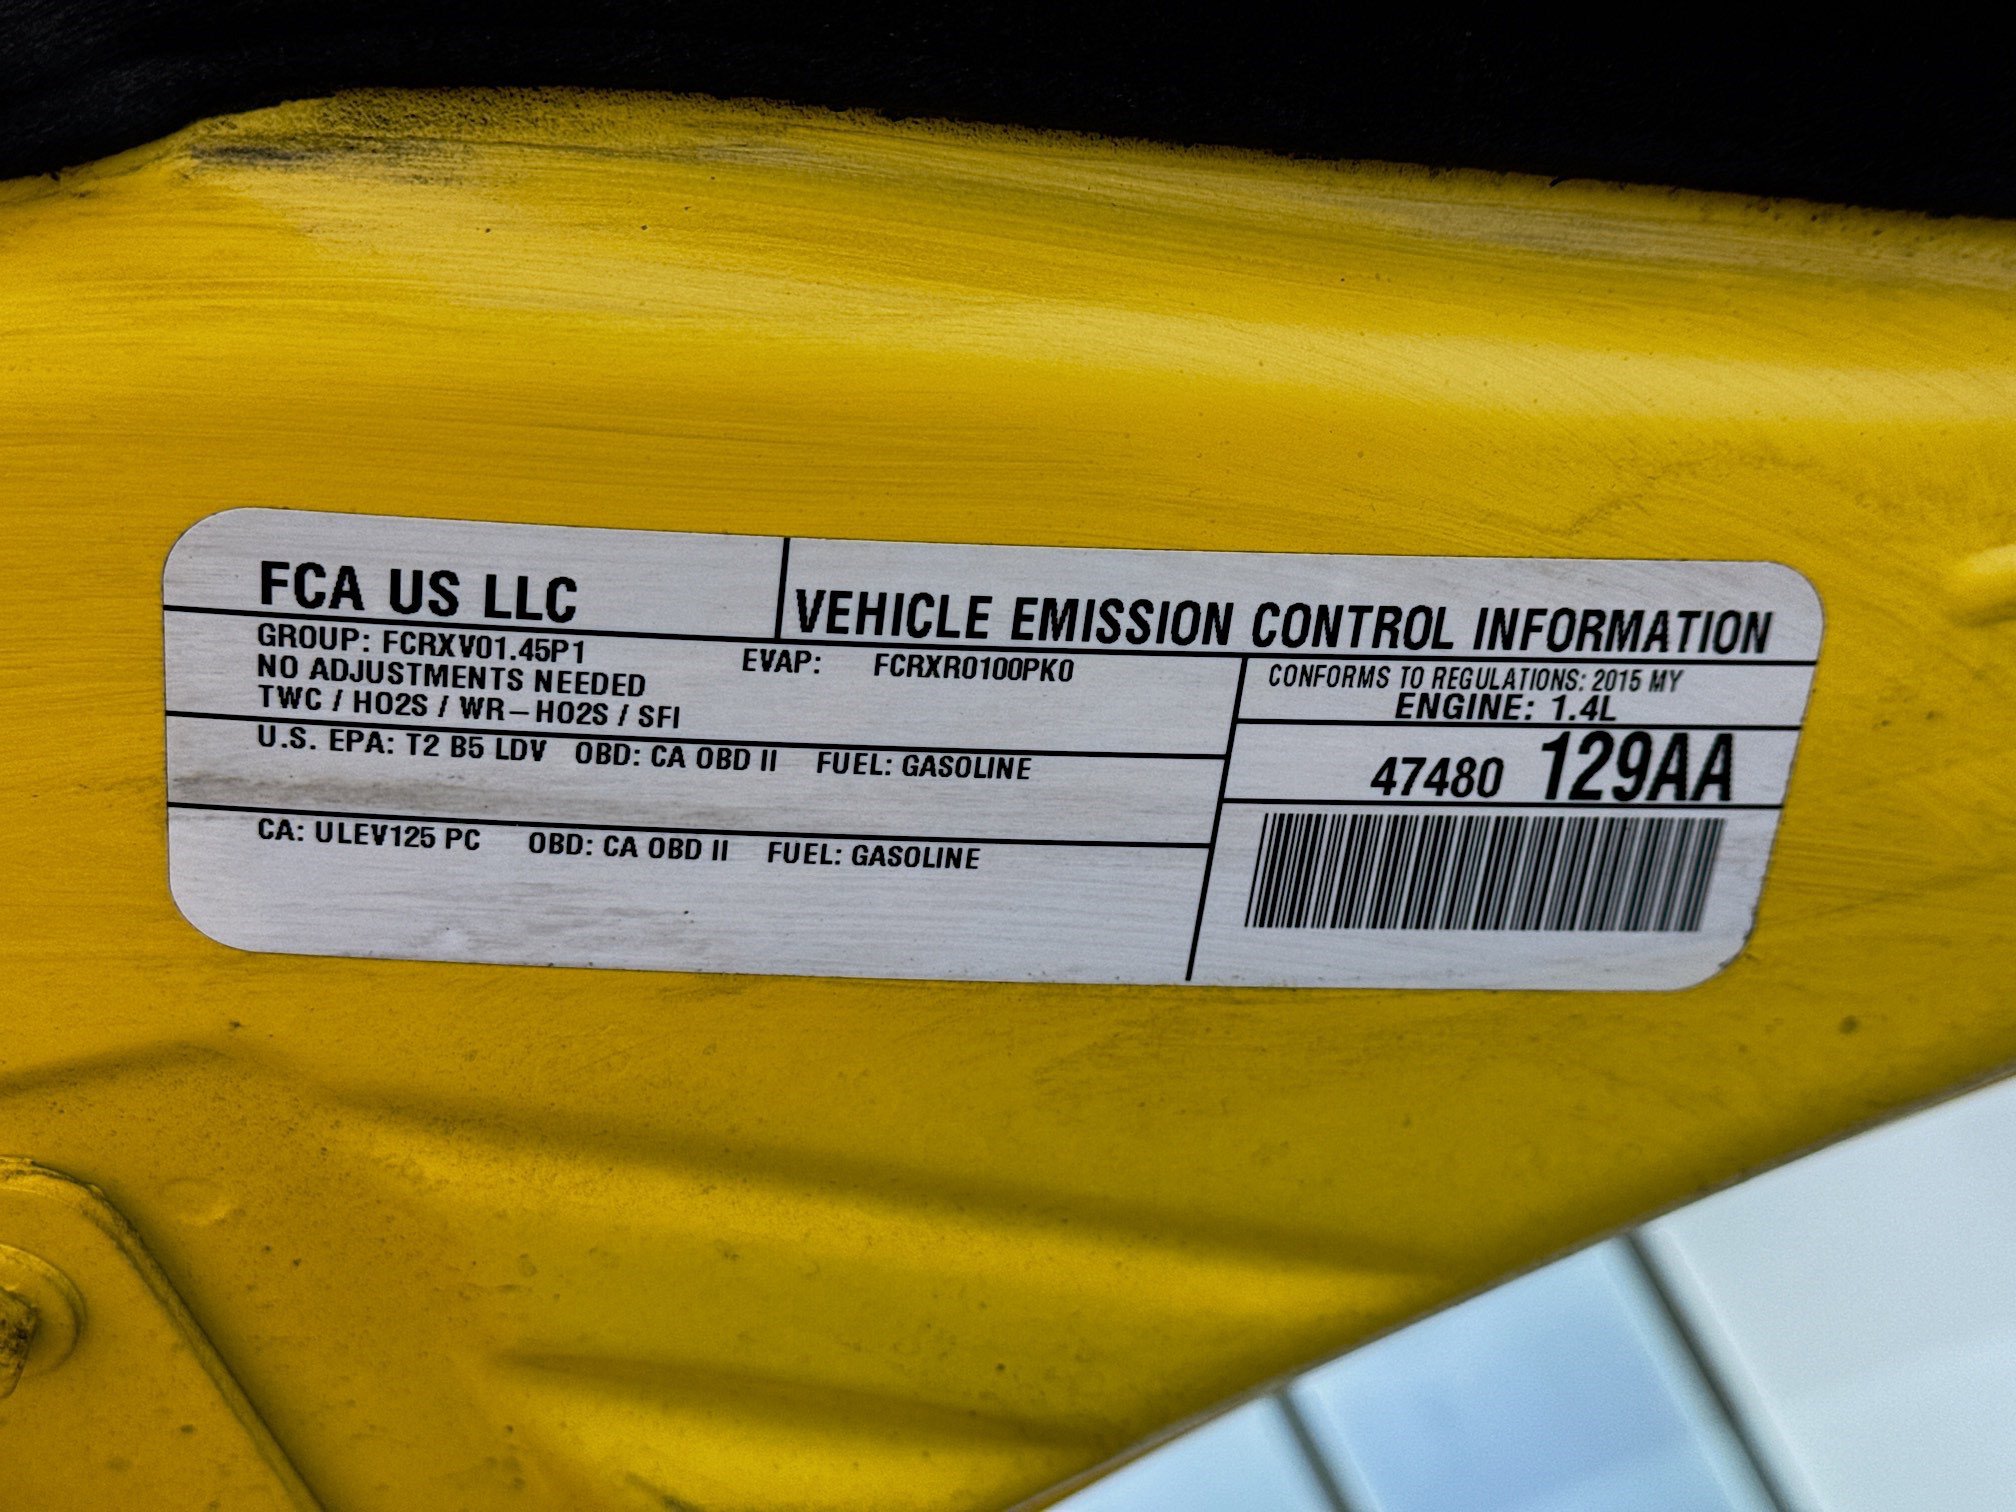 FCA US LLC
VEHICLE EMISSION CONTROL INFORMATION
GROUP: FCRXV01.45P1
EVAP: FCRXR0100PK0
NO ADJUSTMENTS NEEDED
TWC / HO2S / WR-HO2S / SFI
CONFORMS TO REGULATIONS: 2015 MY
ENGINE: 1.4L
U.S. EPA: T2 B5 LDV OBD: CA OBD II FUEL: GASOLINE
47480 129AA
CA: ULEV125 PC OBD: CA OBD II FUEL: GASOLINE